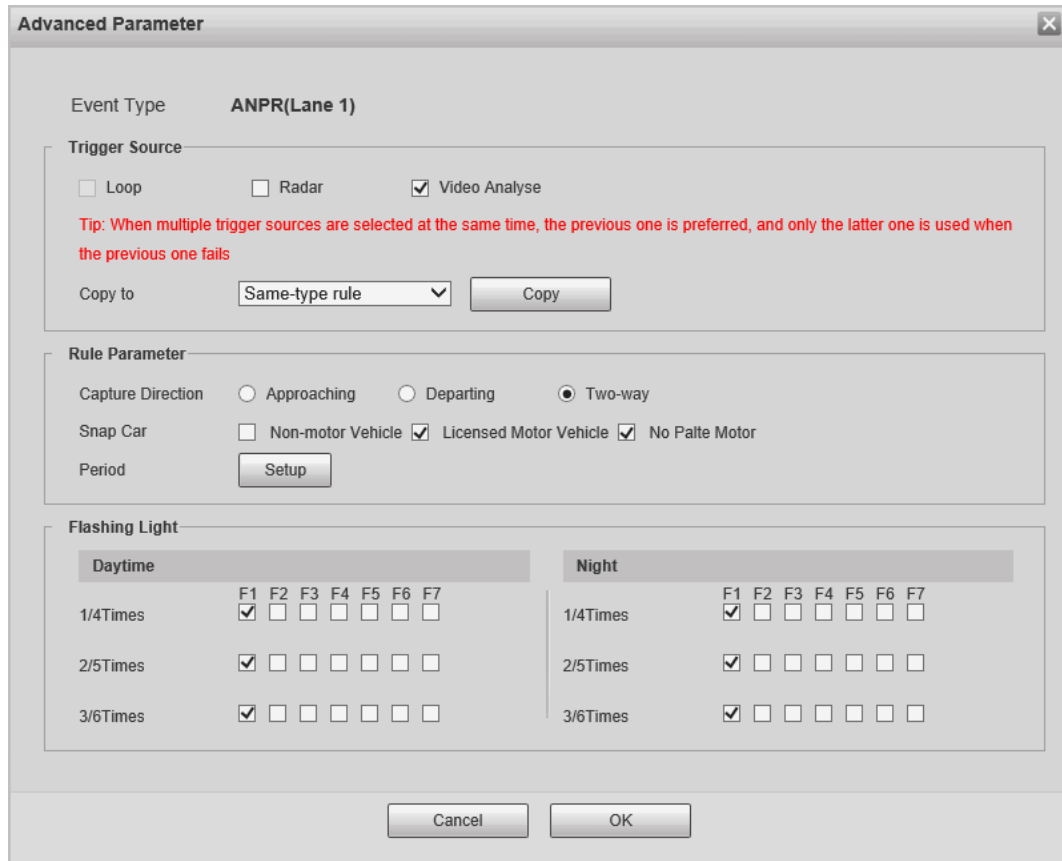 Advanced Parameter
Event Type ANPR(Lane 1)
Trigger Source
Loop Radar Video Analyse
Tip: When multiple trigger sources are selected at the same time, the previous one is preferred, and only the latter one is used when
the previous one fails
Copy to Same-type rule Copy
Rule Parameter
Capture Direction Approaching Departing Two-way
Snap Car Non-motor Vehicle Licensed Motor Vehicle No Palte Motor
Period Setup
Flashing Light
Daytime Night
F1 F2 F3 F4 F5 F6 F7 F1 F2 F3 F4 F5 F6 F7
1/4Times 1/4Times
2/5Times 2/5Times
3/6Times 3/6Times
Cancel OK